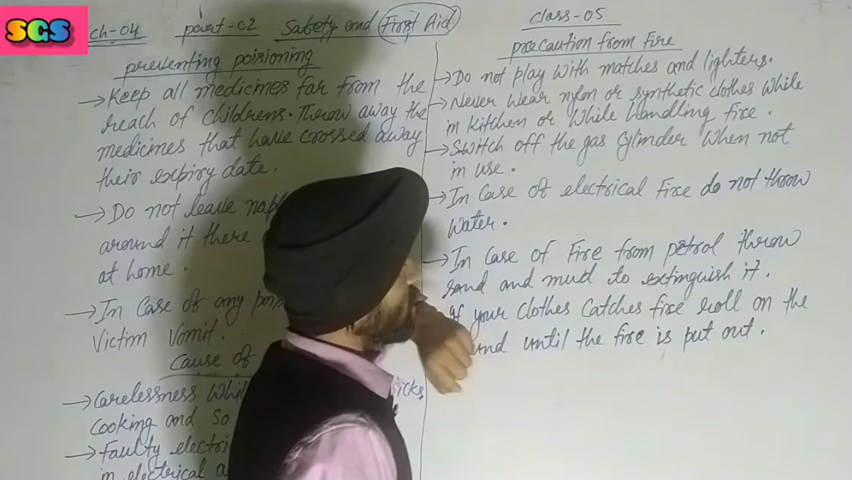 SGS
ch-04 part-02 Safety and First Aid class-05
preventing poisioning
→ Keep all medicines far from the
reach of childrens. Throw away the
medicines that have crossed away
their expiry date.
→ Do not leave
around it there
at home.
→ In case of any
Victim vomit.
Cause of
→ Carelessness
cooking and So
→ Faulty
in electrical
precaution from Fire
→ Do not play with matches and lighters.
→ Never wear nylon or synthetic clothes while
in kitchen or while handling fire.
→ Switch off the gas cylinder when not
in use.
→ In case of electrical fire do not throw
water.
→ In case of fire from petrol throw
sand and mud to extinguish it.
your clothes catches fire roll on the
until the fire is put out.